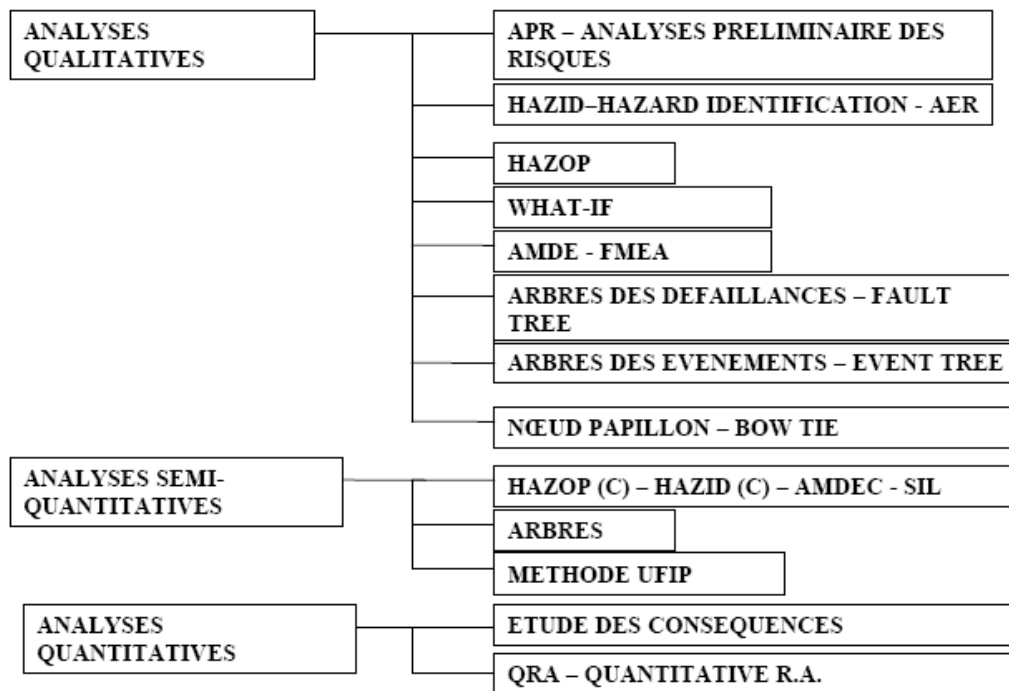 ANALYSES
QUALITATIVES
APR – ANALYSES PRELIMINAIRE DES
RISQUES
HAZID–HAZARD IDENTIFICATION - AER
HAZOP
WHAT-IF
AMDE - FMEA
ARBRES DES DEFAILLANCES – FAULT
TREE
ARBRES DES EVENEMENTS – EVENT TREE
NŒUD PAPILLON – BOW TIE
ANALYSES SEMI-
QUANTITATIVES
HAZOP (C) – HAZID (C) – AMDEC - SIL
ARBRES
METHODE UFIP
ANALYSES
QUANTITATIVES
ETUDE DES CONSEQUENCES
QRA – QUANTITATIVE R.A.